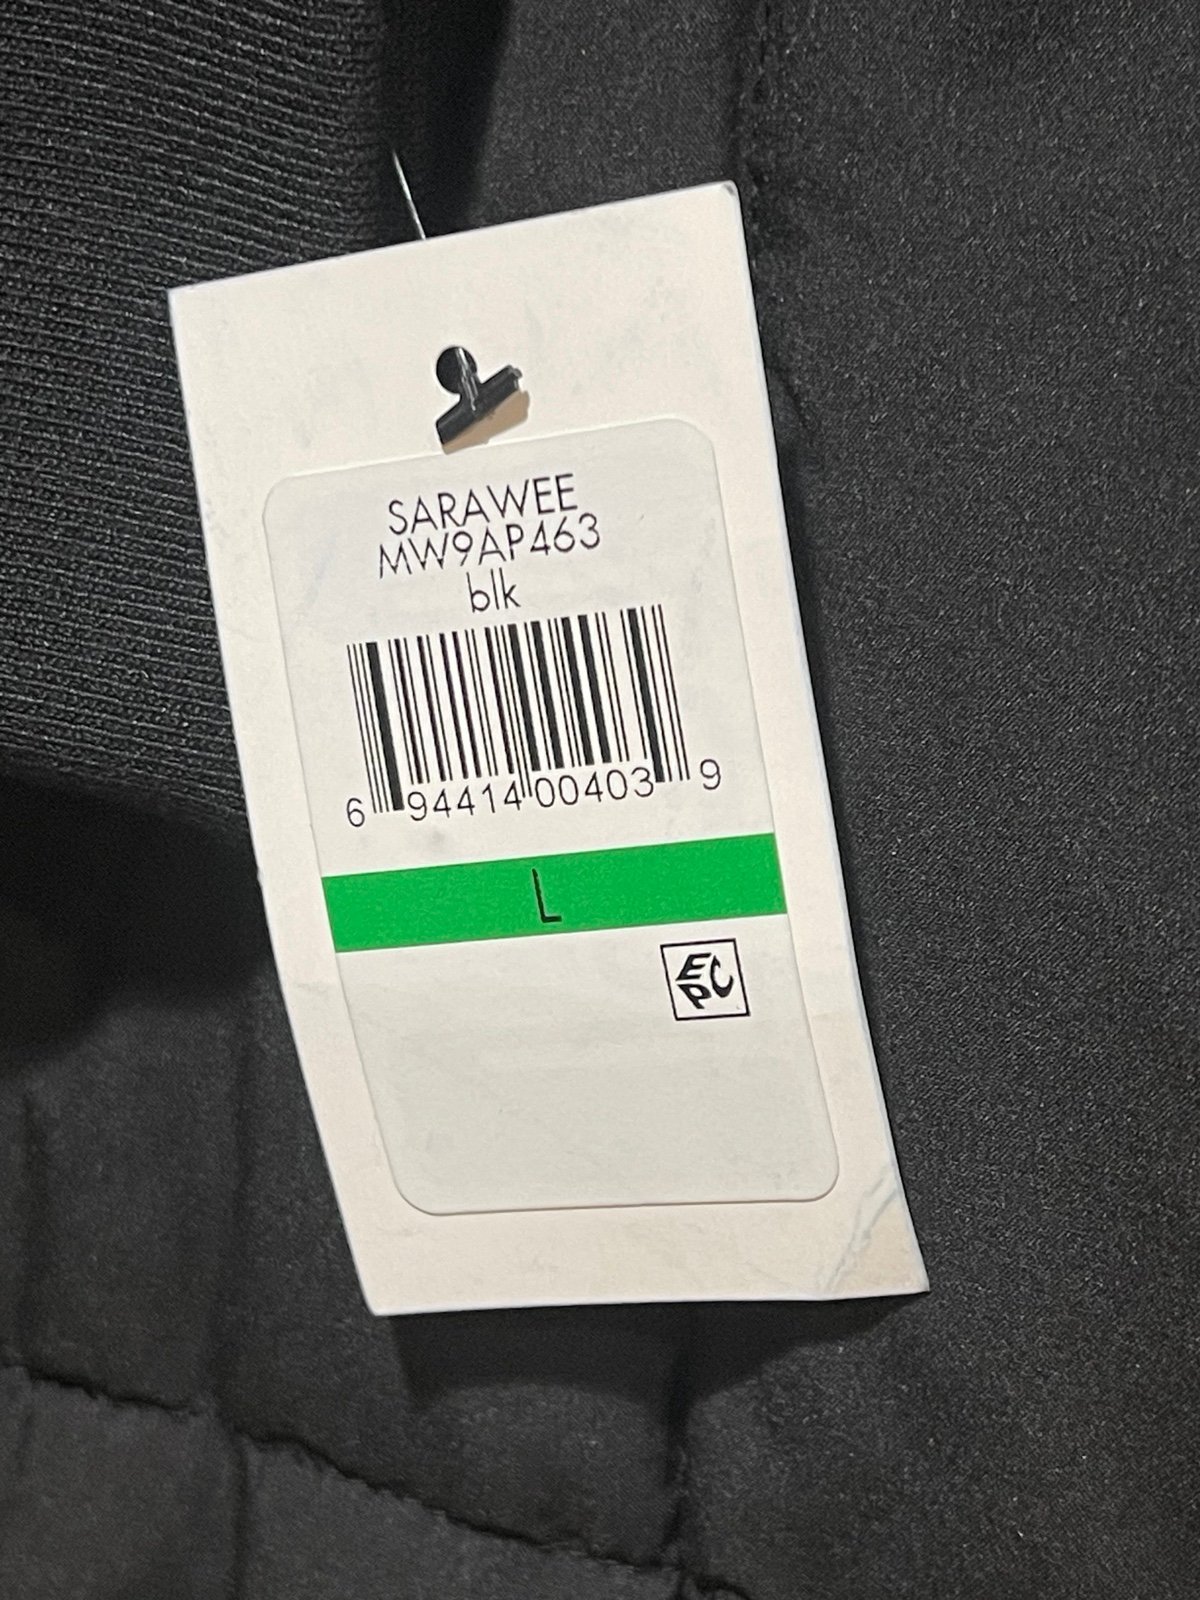 SARAWEE
MW9AP463
blk
6 94414 00403 9
L
EPC